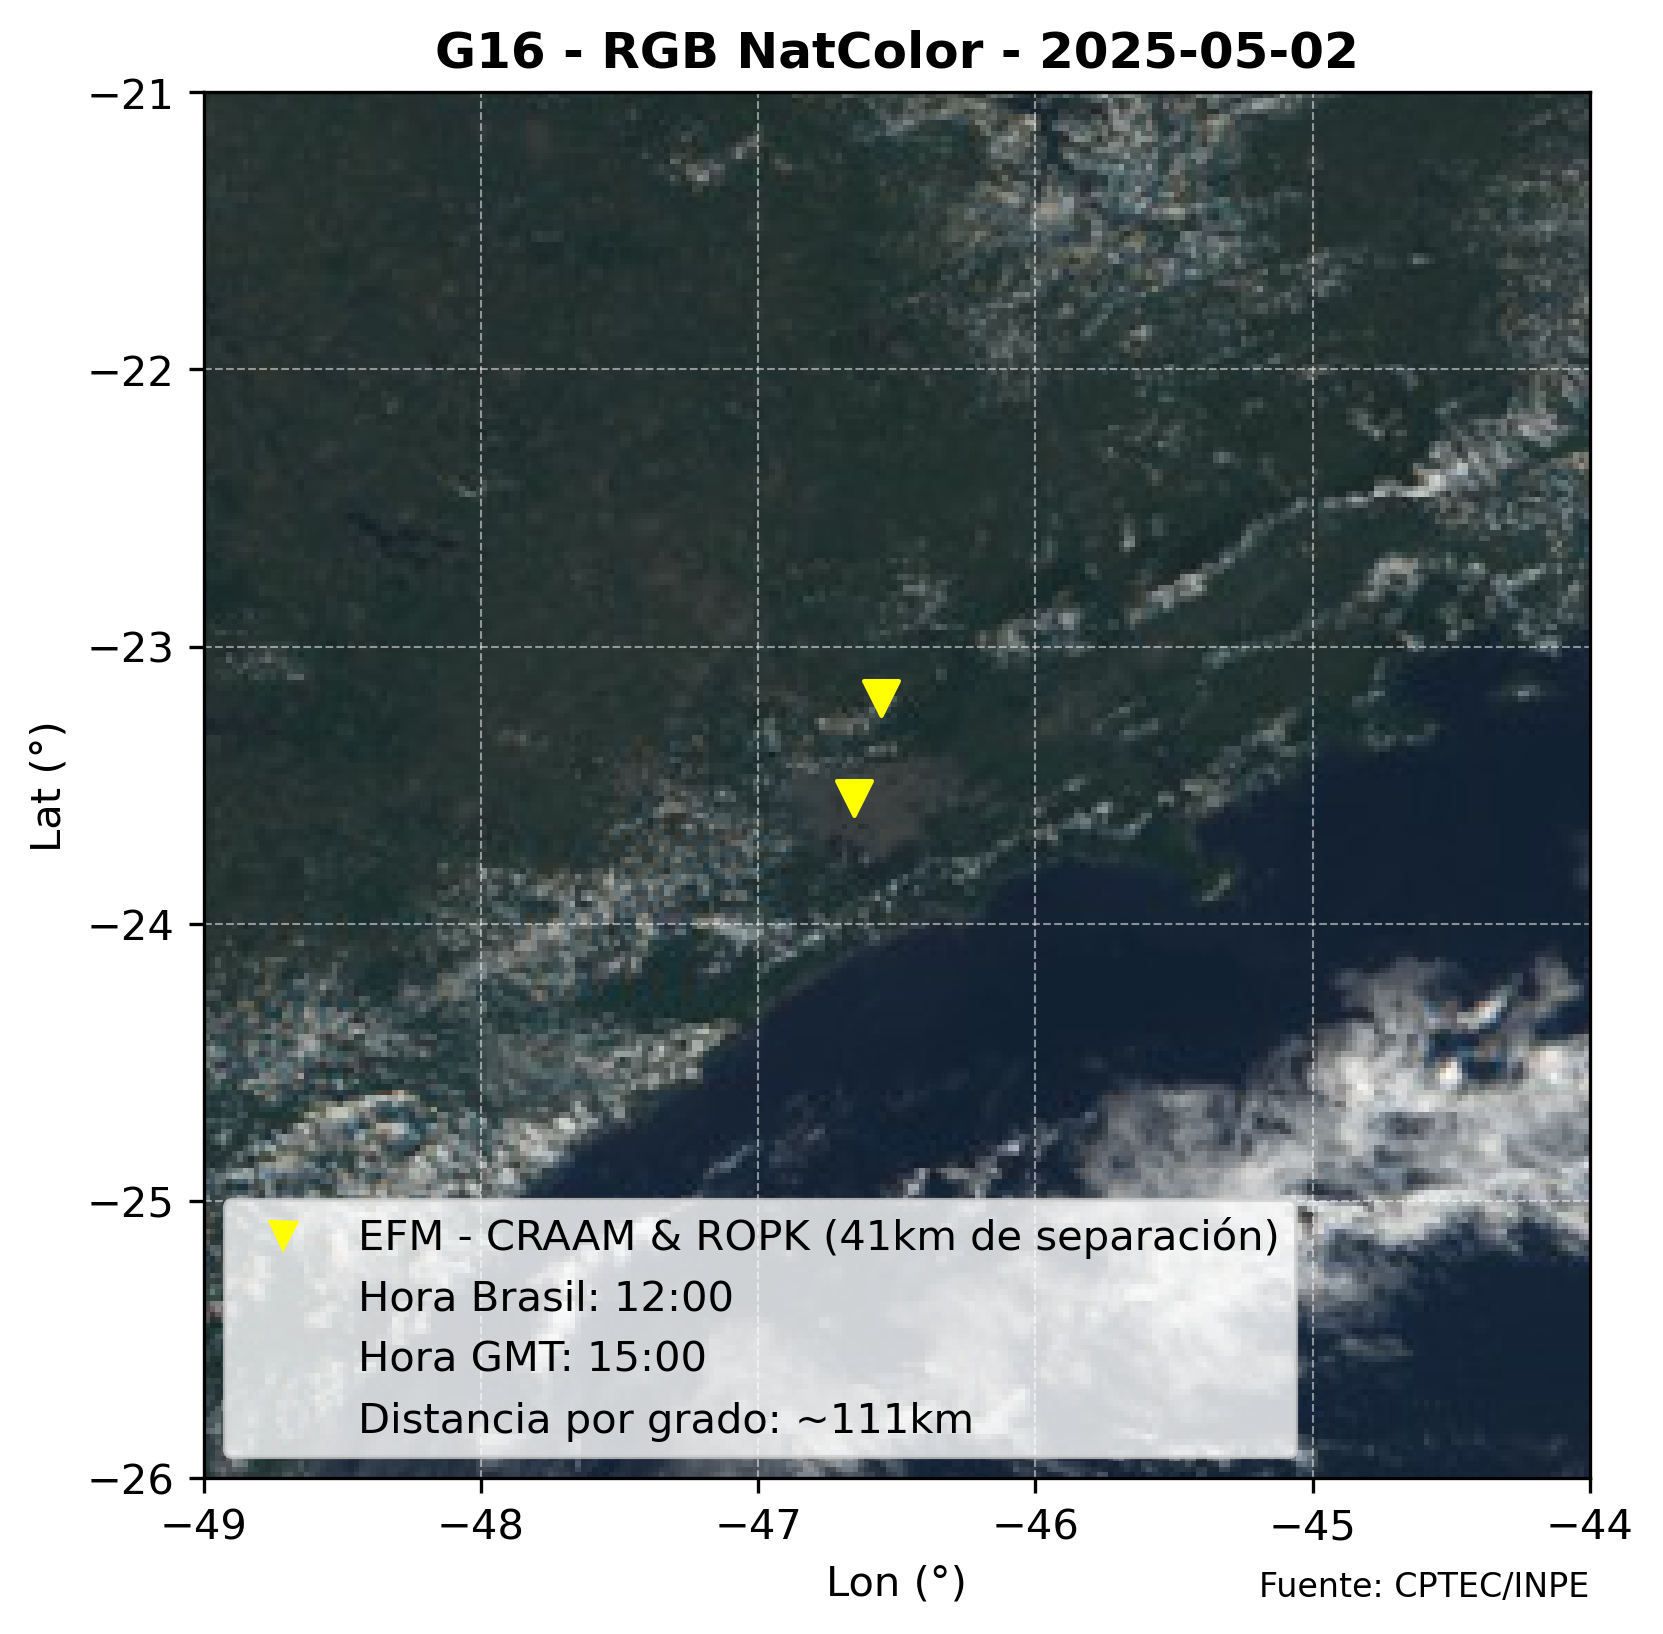 G16 - RGB NatColor - 2025-05-02
−21
−22
−23
−24
−25
−26
Lat (°)
EFM - CRAAM & ROPK (41km de separación)
Hora Brasil: 12:00
Hora GMT: 15:00
Distancia por grado: ~111km
−49 −48 −47 −46 −45 −44
Lon (°)
Fuente: CPTEC/INPE